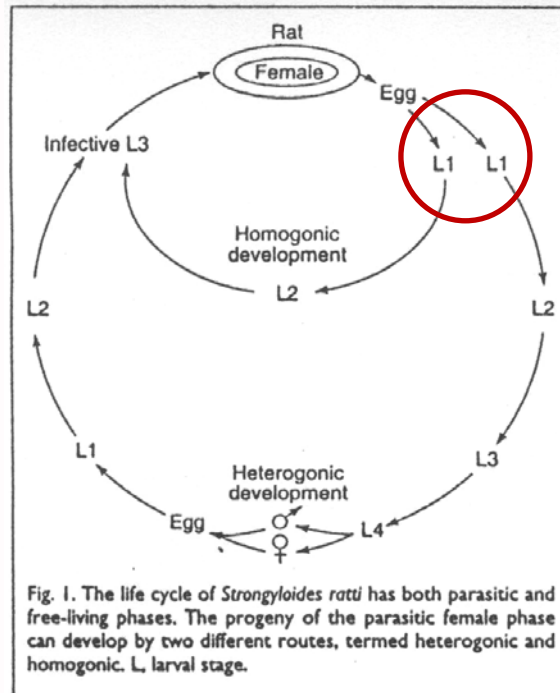 Rat
Female
Egg
L1 L1
Infective L3
Homogonic
development
L2
L2
L2
L1
L3
Heterogonic
development
Egg
♂
♀
L4
Fig. 1. The life cycle of Strongyloides ratti has both parasitic and
free-living phases. The progeny of the parasitic female phase
can develop by two different routes, termed heterogonic and
homogonic. L, larval stage.